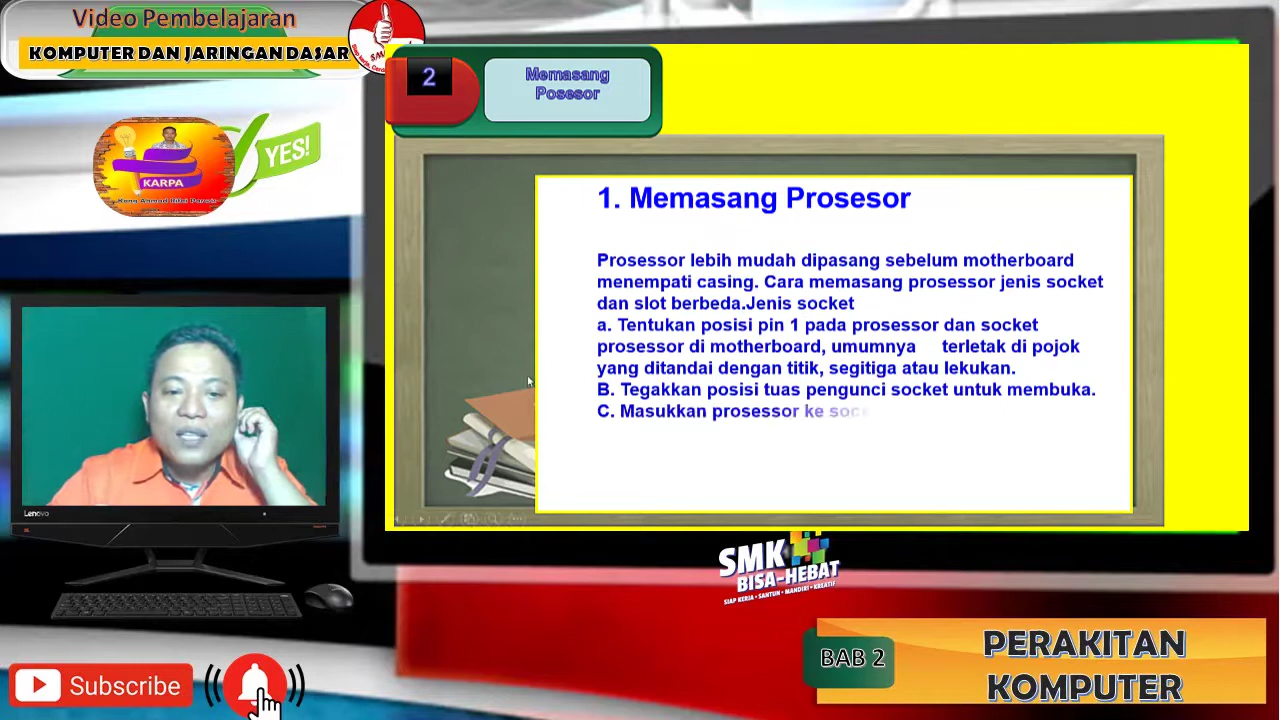 Video Pembelajaran
KOMPUTER DAN JARINGAN DASAR
2
Memasang
Posesor
YES!
KARPA
1. Memasang Prosesor
Prosessor lebih mudah dipasang sebelum motherboard
menempati casing. Cara memasang prosessor jenis socket
dan slot berbeda.Jenis socket
a. Tentukan posisi pin 1 pada prosessor dan socket
prosessor di motherboard, umumnya terletak di pojok
yang ditandai dengan titik, segitiga atau lekukan.
B. Tegakkan posisi tuas pengunci socket untuk membuka.
C. Masukkan prosessor ke
Lenovo
SMK
BISA-HEBAT
SIAP KERJA • SANTUN • MANDIRI • KREATIF
BAB 2
PERAKITAN
KOMPUTER
Subscribe